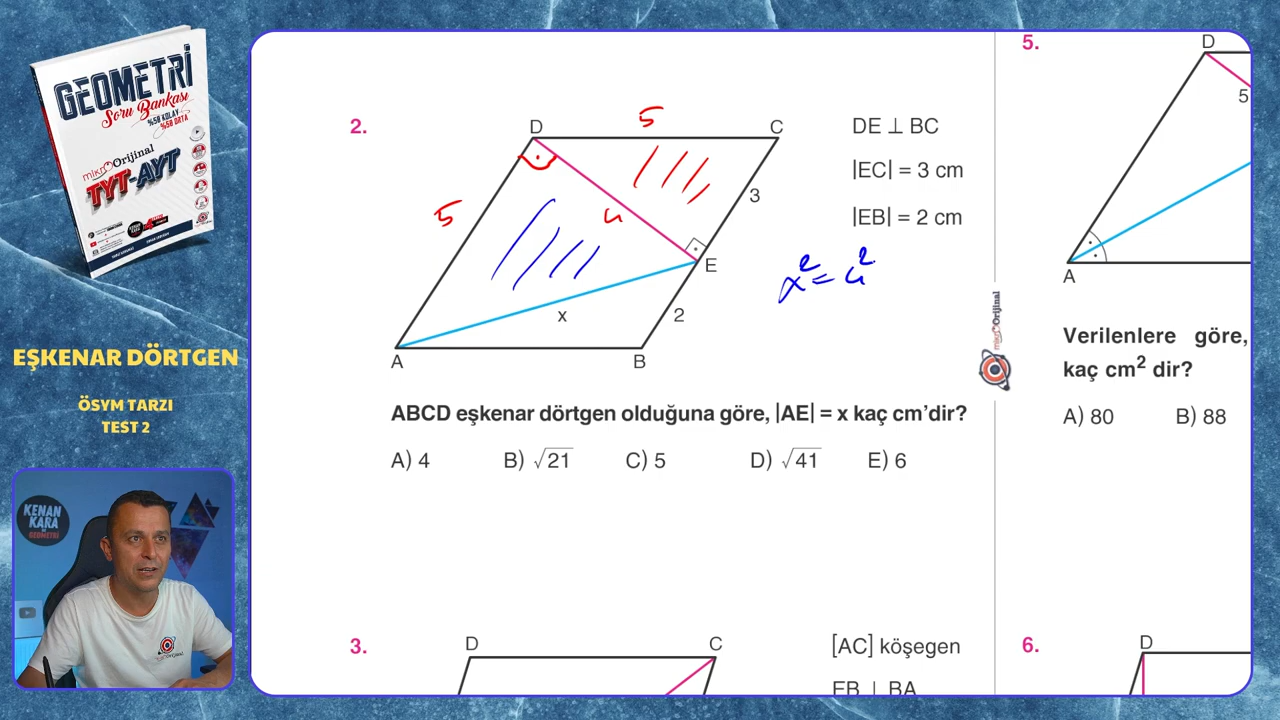 GEOMETRİ
Soru Bankası
%50 KOLAY
%50 ORTA
mikro Orijinal
TYT-AYT
EŞKENAR DÖRTGEN
ÖSYM TARZI
TEST 2
KENAN
KARA
GEOMETRİ
2.
D
C
A
B
E
5
5
4
3
2
x
DE ⊥ BC
|EC| = 3 cm
|EB| = 2 cm
x² = 4²
ABCD eşkenar dörtgen olduğuna göre, |AE| = x kaç cm'dir?
A) 4 B) √21 C) 5 D) √41 E) 6
3.
D
C
[AC] köşegen
EB ⊥ BA
mikro Orijinal
5.
D
5
A
Verilenlere göre,
kaç cm² dir?
A) 80 B) 88
6.
D